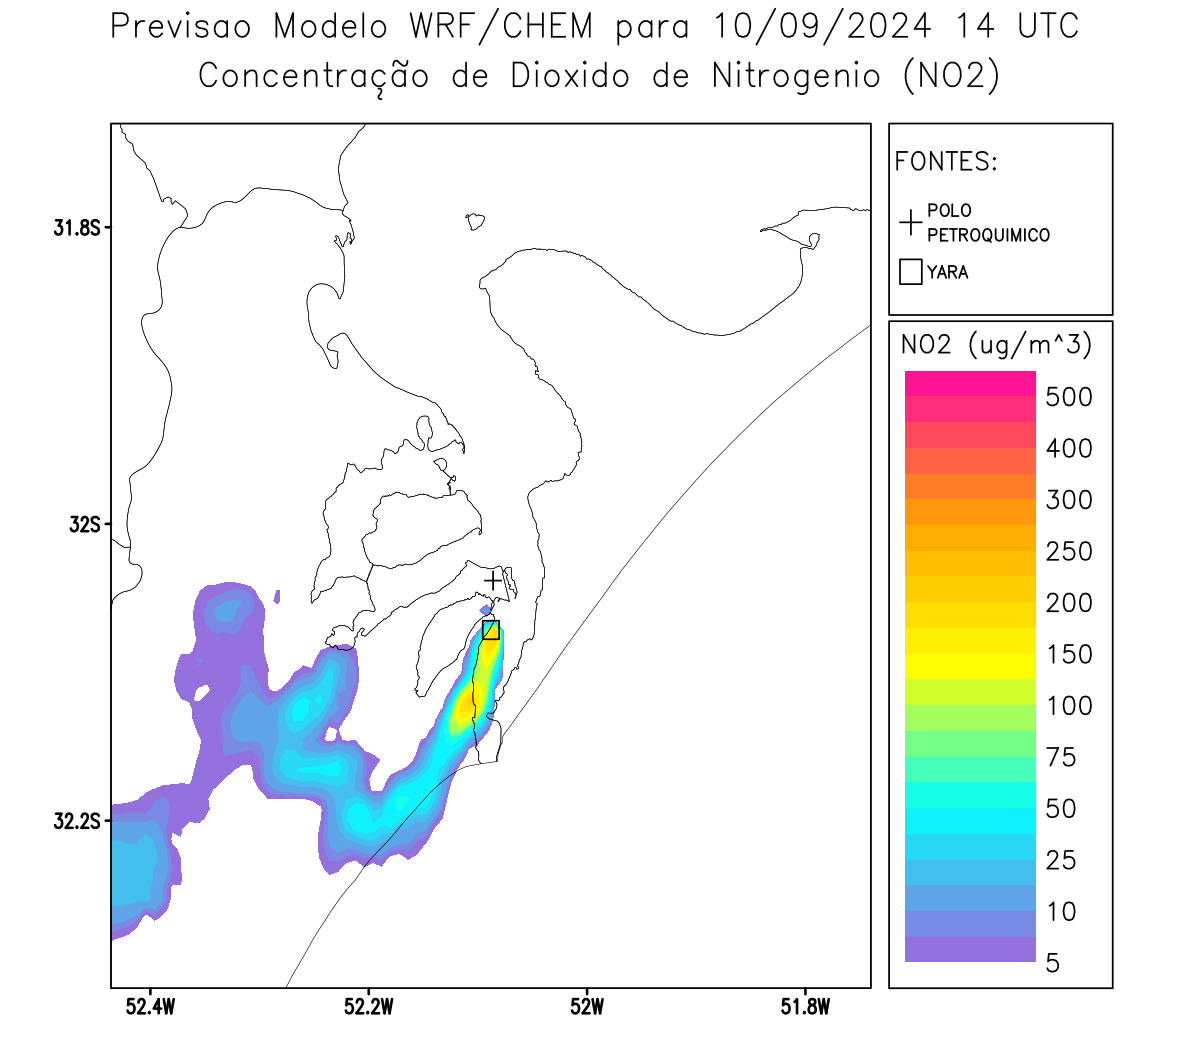 Previsao Modelo WRF/CHEM para 10/09/2024 14 UTC
Concentração de Dioxido de Nitrogenio (NO2)
FONTES:
POLO
PETROQUIMICO
YARA
NO2 (ug/m^3)
500
400
300
250
200
150
100
75
50
25
10
5
31.8S
32S
32.2S
52.4W
52.2W
52W
51.8W